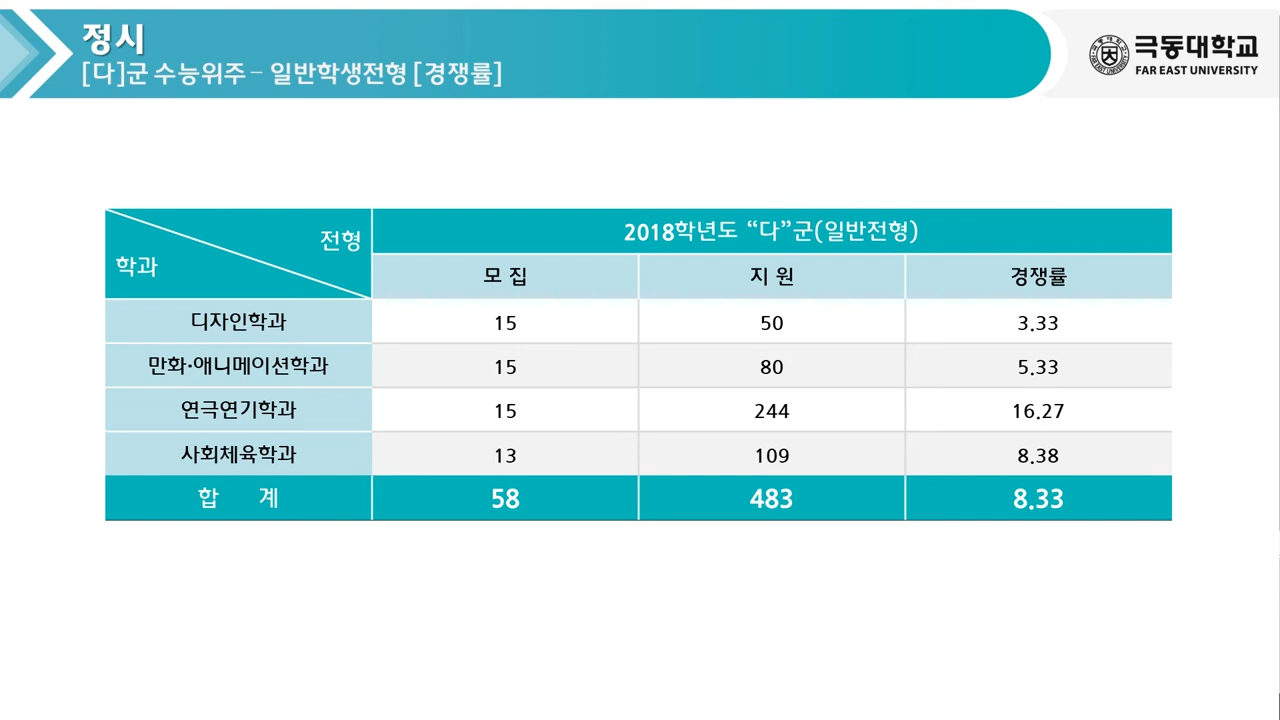 정시
[다]군 수능위주 – 일반학생전형 [경쟁률]
극동대학교
FAR EAST UNIVERSITY
전형
학과
2018학년도 “다”군(일반전형)
모 집 지 원 경쟁률
디자인학과 15 50 3.33
만화·애니메이션학과 15 80 5.33
연극연기학과 15 244 16.27
사회체육학과 13 109 8.38
합 계 58 483 8.33